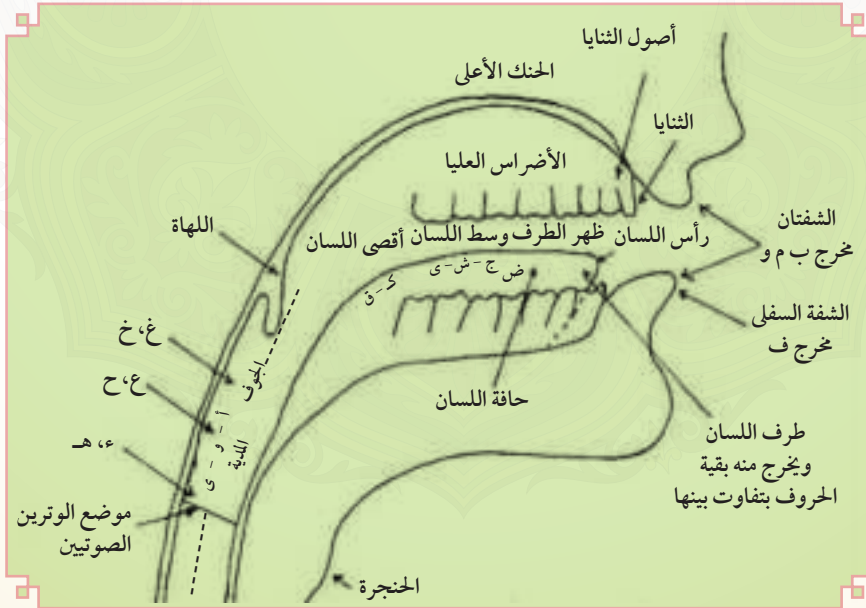 أصول الثنايا
الحنك الأعلى
الثنايا
الأضراس العليا
الشفتان
مخرج ب م و
اللهاة
رأس اللسان
ظهر الطرف
وسط اللسان
أقصى اللسان
ض ج - ش - ى
ك - ق
الشفة السفلى
مخرج ف
غ، خ
ع، ح
ء، هـ
الجوف
أ - و - ى
المدية
حافة اللسان
طرف اللسان
ويخرج منه بقية
الحروف بتفاوت بينها
موضع الوترين
الصوتيين
الحنجرة